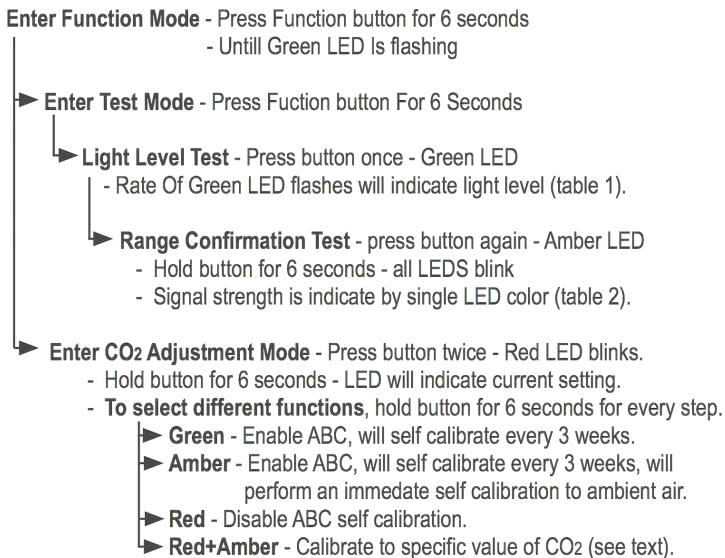 Enter Function Mode - Press Function button for 6 seconds
- Untill Green LED Is flashing
Enter Test Mode - Press Fuction button For 6 Seconds
Light Level Test - Press button once - Green LED
- Rate Of Green LED flashes will indicate light level (table 1).
Range Confirmation Test - press button again - Amber LED
- Hold button for 6 seconds - all LEDS blink
- Signal strength is indicate by single LED color (table 2).
Enter CO2 Adjustment Mode - Press button twice - Red LED blinks.
- Hold button for 6 seconds - LED will indicate current setting.
- To select different functions, hold button for 6 seconds for every step.
Green - Enable ABC, will self calibrate every 3 weeks.
Amber - Enable ABC, will self calibrate every 3 weeks, will
perform an immedate self calibration to ambient air.
Red - Disable ABC self calibration.
Red+Amber - Calibrate to specific value of CO2 (see text).